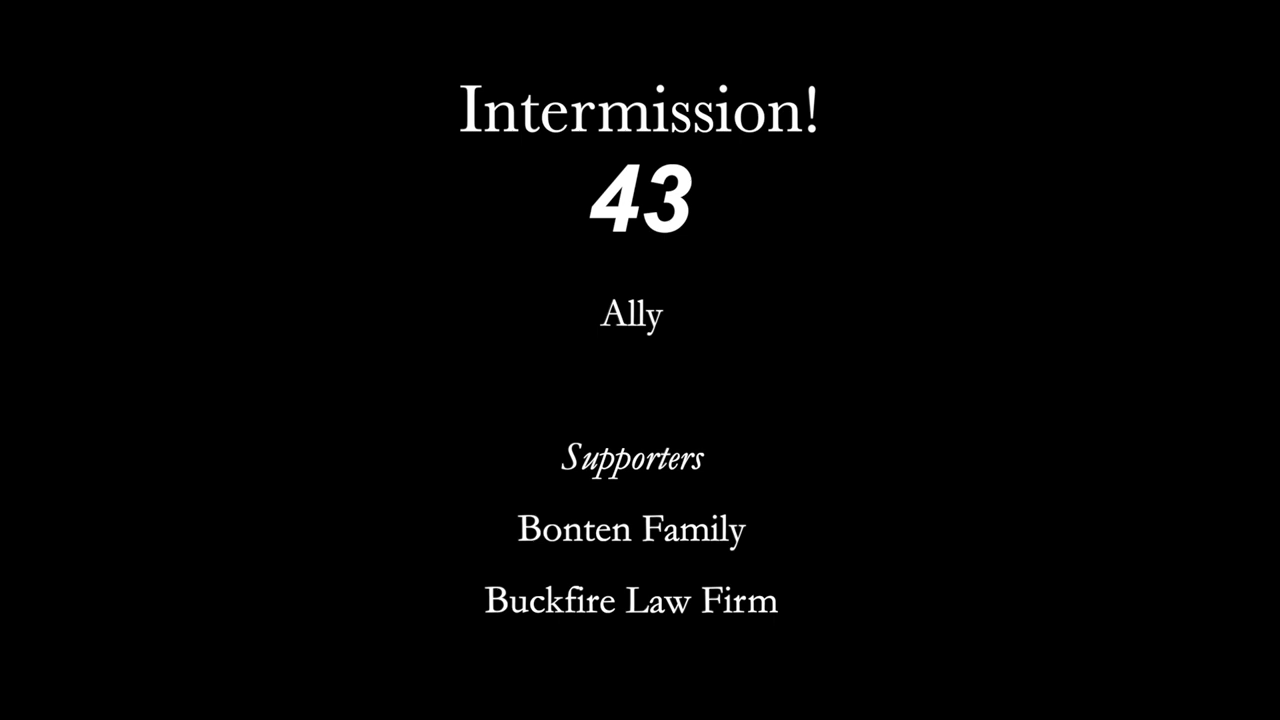 Intermission!
43
Ally
Supporters
Bonten Family
Buckfire Law Firm